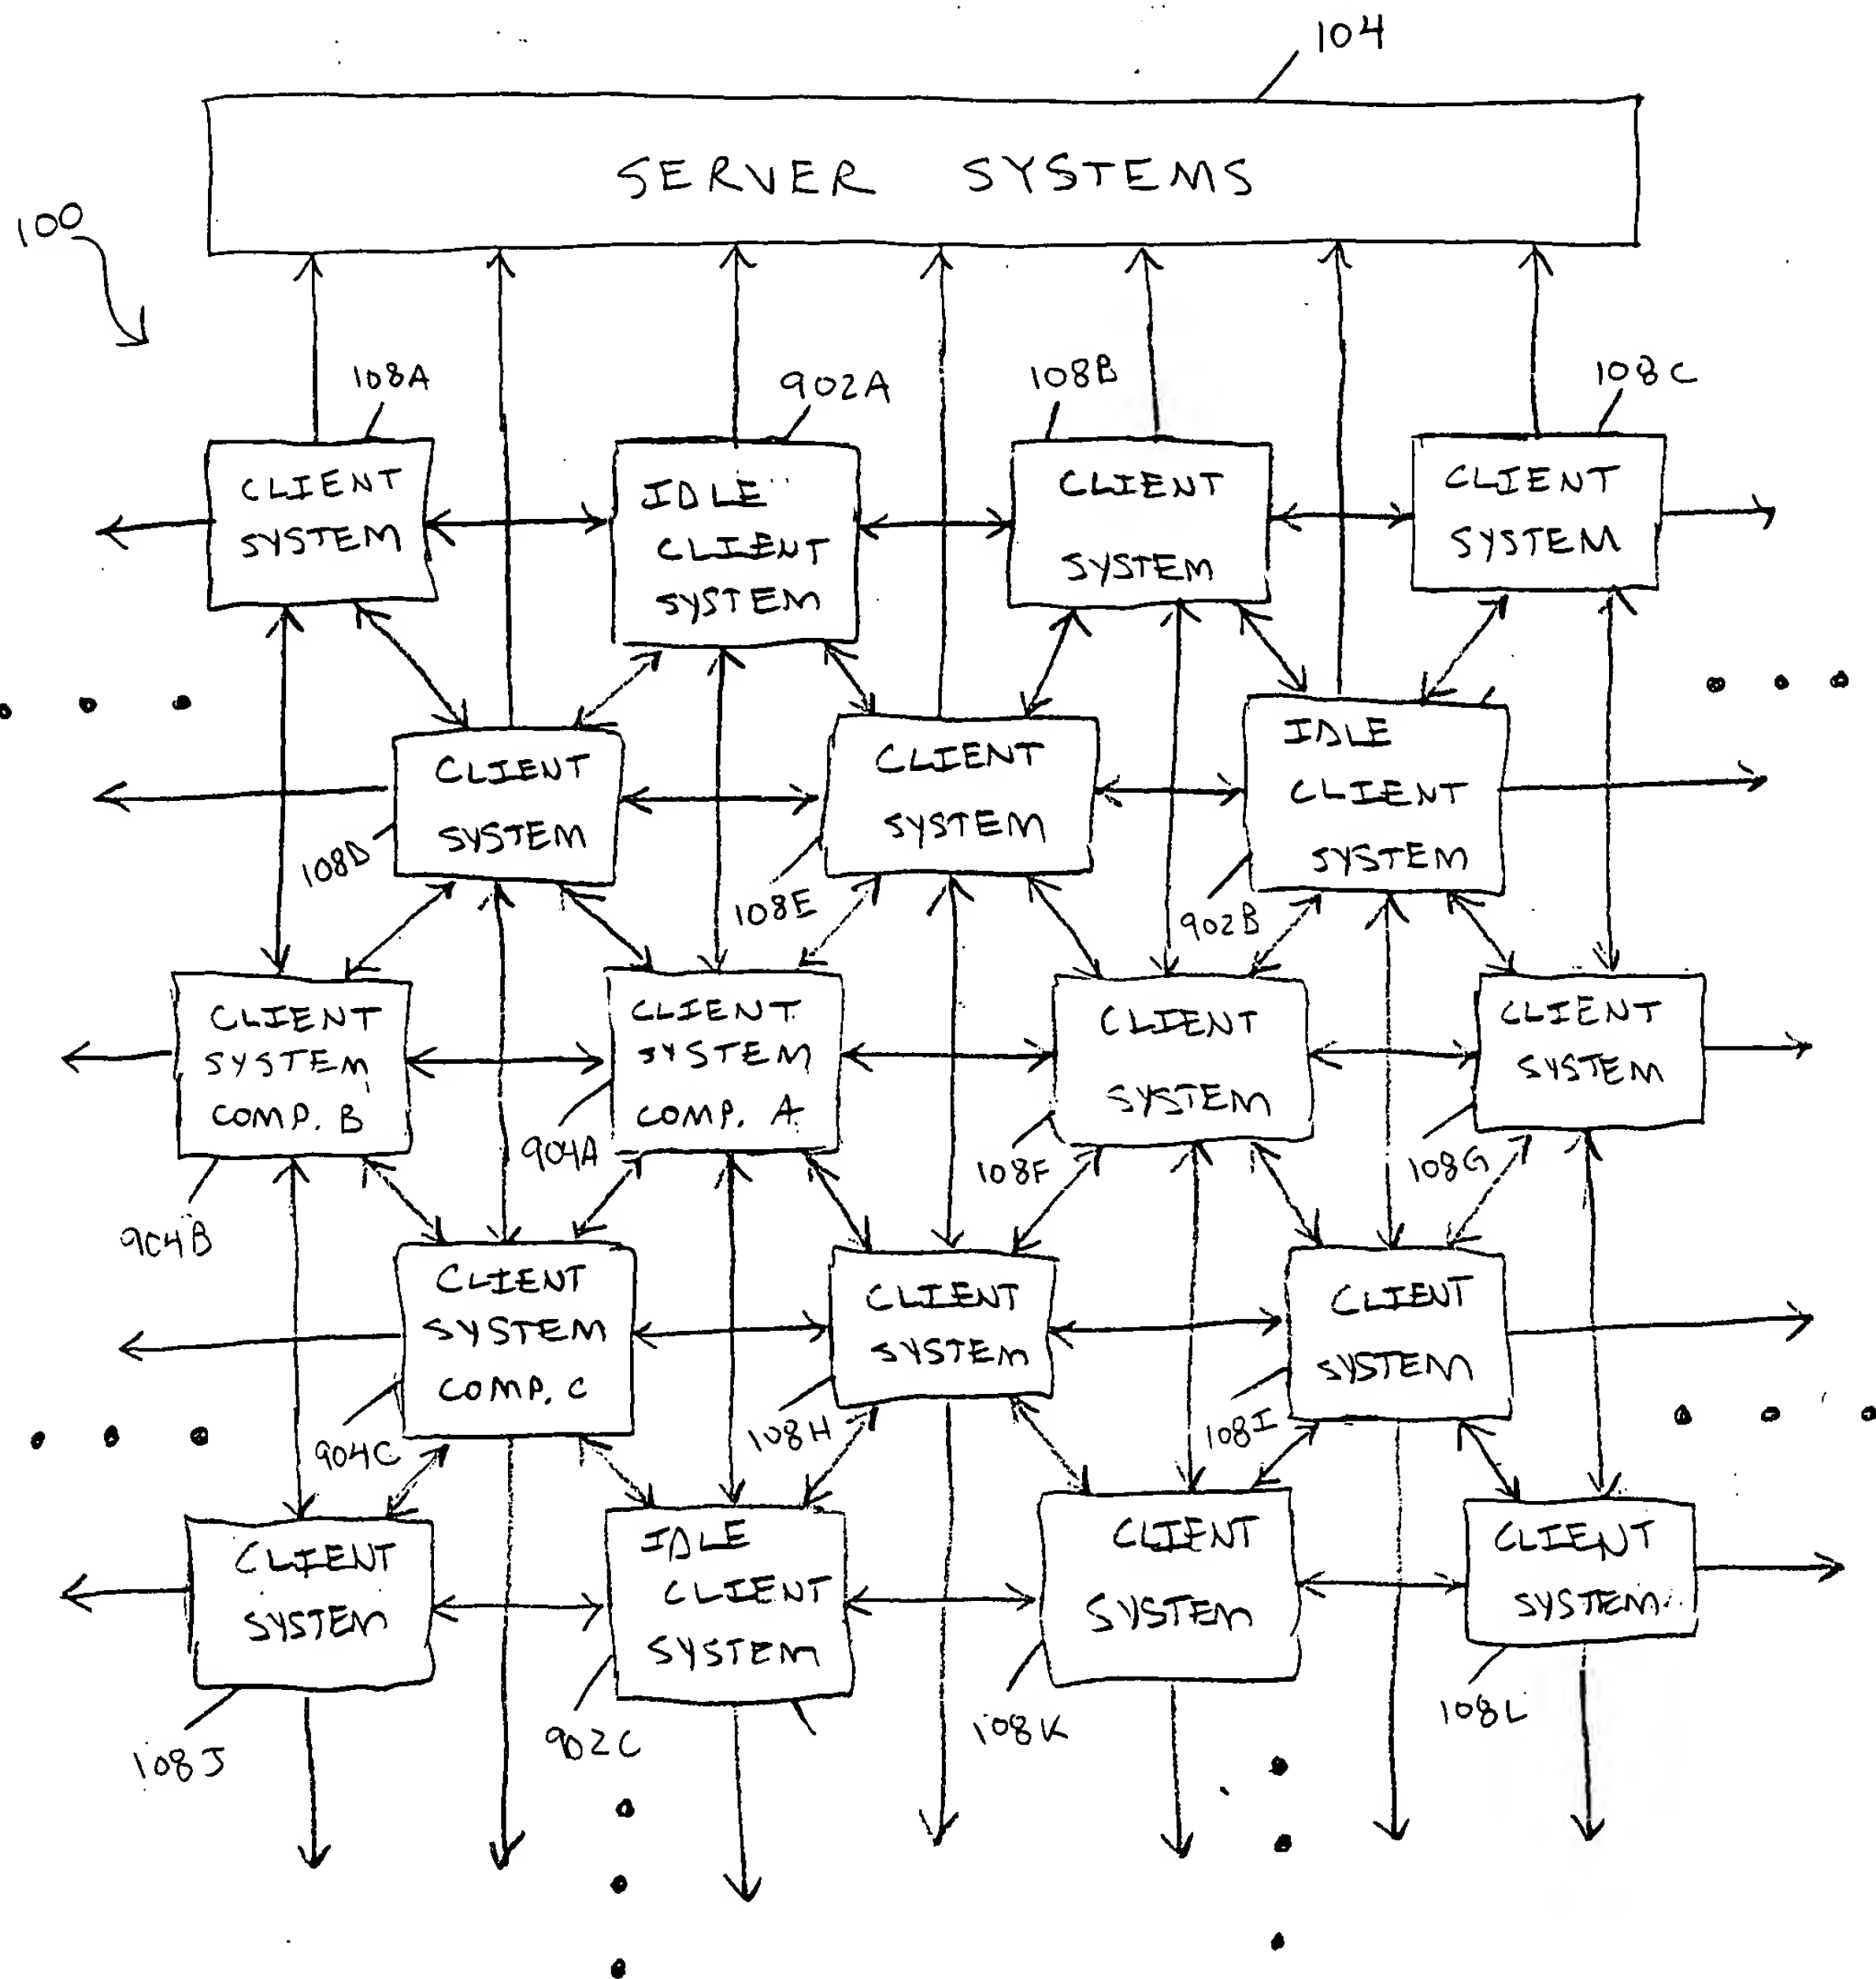 104
SERVER SYSTEMS
100
108A
902A
108B
108C
CLIENT
SYSTEM
IDLE
CLIENT
SYSTEM
CLIENT
SYSTEM
CLIENT
SYSTEM
CLIENT
SYSTEM
108D
CLIENT
SYSTEM
108E
IDLE
CLIENT
SYSTEM
902B
CLIENT
SYSTEM
COMP. B
904B
CLIENT
SYSTEM
COMP. A
904A
CLIENT
SYSTEM
108F
CLIENT
SYSTEM
108G
CLIENT
SYSTEM
COMP. C
904C
CLIENT
SYSTEM
108H
CLIENT
SYSTEM
108I
CLIENT
SYSTEM
108J
IDLE
CLIENT
SYSTEM
902C
CLIENT
SYSTEM
108K
CLIENT
SYSTEM
108L